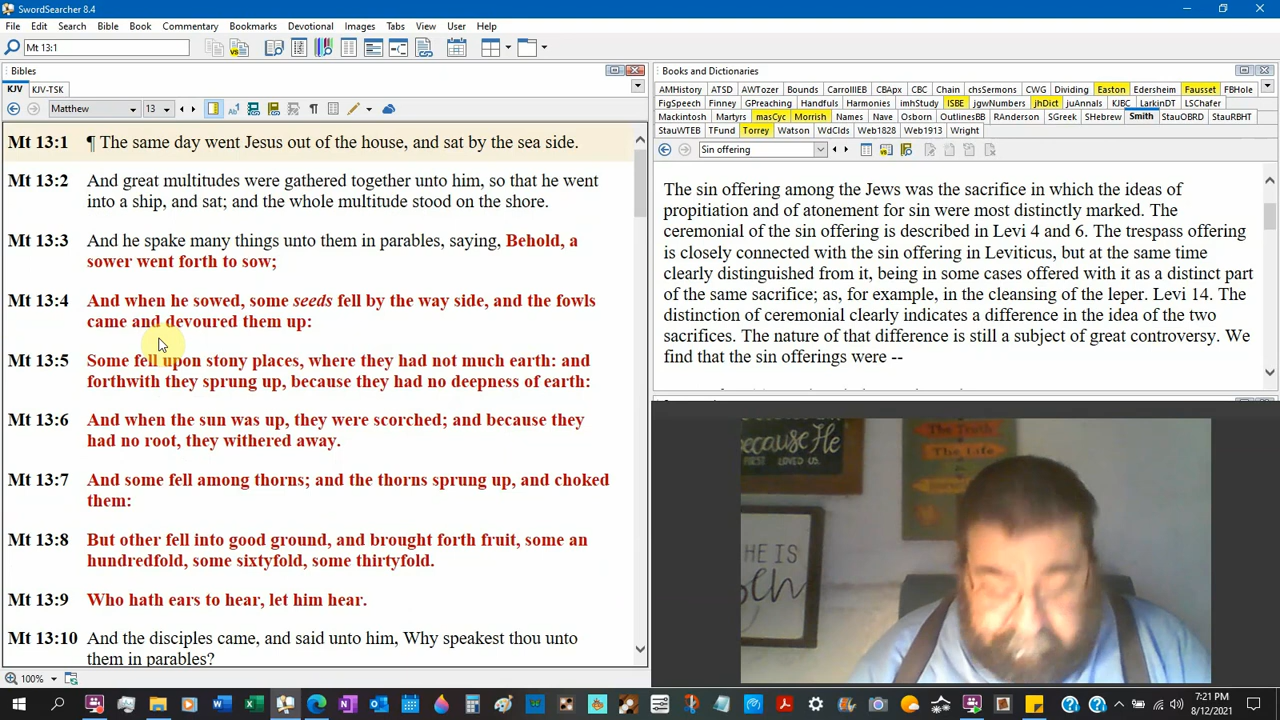 SwordSearcher 8.4
File Edit Search Bible Book Commentary Bookmarks Devotional Images Tabs View User Help
Mt 13:1
Bibles
KJV KJV-TSK
Matthew 13
Mt 13:1 ¶ The same day went Jesus out of the house, and sat by the sea side.
Mt 13:2 And great multitudes were gathered together unto him, so that he went
into a ship, and sat; and the whole multitude stood on the shore.
Mt 13:3 And he spake many things unto them in parables, saying, Behold, a
sower went forth to sow;
Mt 13:4 And when he sowed, some seeds fell by the way side, and the fowls
came and devoured them up:
Mt 13:5 Some fell upon stony places, where they had not much earth: and
forthwith they sprung up, because they had no deepness of earth:
Mt 13:6 And when the sun was up, they were scorched; and because they
had no root, they withered away.
Mt 13:7 And some fell among thorns; and the thorns sprung up, and choked
them:
Mt 13:8 But other fell into good ground, and brought forth fruit, some an
hundredfold, some sixtyfold, some thirtyfold.
Mt 13:9 Who hath ears to hear, let him hear.
Mt 13:10 And the disciples came, and said unto him, Why speakest thou unto
them in parables?
100%
Books and Dictionaries
AMHistory ATSD AWTozer Bounds CarrollEIB CBApx Chain chsSermons CWG Dividing Easton Edersheim Fausset FBHole
FigSpeech Finney GPreaching Handfuls Harmonies imhStudy ISBE jgwNumbers jhDict juAnnals KJBC LarkinDT LSChafer
Mackintosh Martyrs masCyc Morrish Names Nave Osborn OutlinesBB RAnderson SGreek SHebrew Smith StauOBRD StauRBHT
StauWTEB TFund Torrey Watson WdClds Web1828 Web1913 Wright
Sin offering
The sin offering among the Jews was the sacrifice in which the ideas of
propitiation and of atonement for sin were most distinctly marked. The
ceremonial of the sin offering is described in Levi 4 and 6. The trespass offering
is closely connected with the sin offering in Leviticus, but at the same time
clearly distinguished from it, being in some cases offered with it as a distinct part
of the same sacrifice; as, for example, in the cleansing of the leper. Levi 14. The
distinction of ceremonial clearly indicates a difference in the idea of the two
sacrifices. The nature of that difference is still a subject of great controversy. We
find that the sin offerings were --
because He
FIRST LOVED US.
The Truth
The Life
HE IS
7:21 PM
8/12/2021